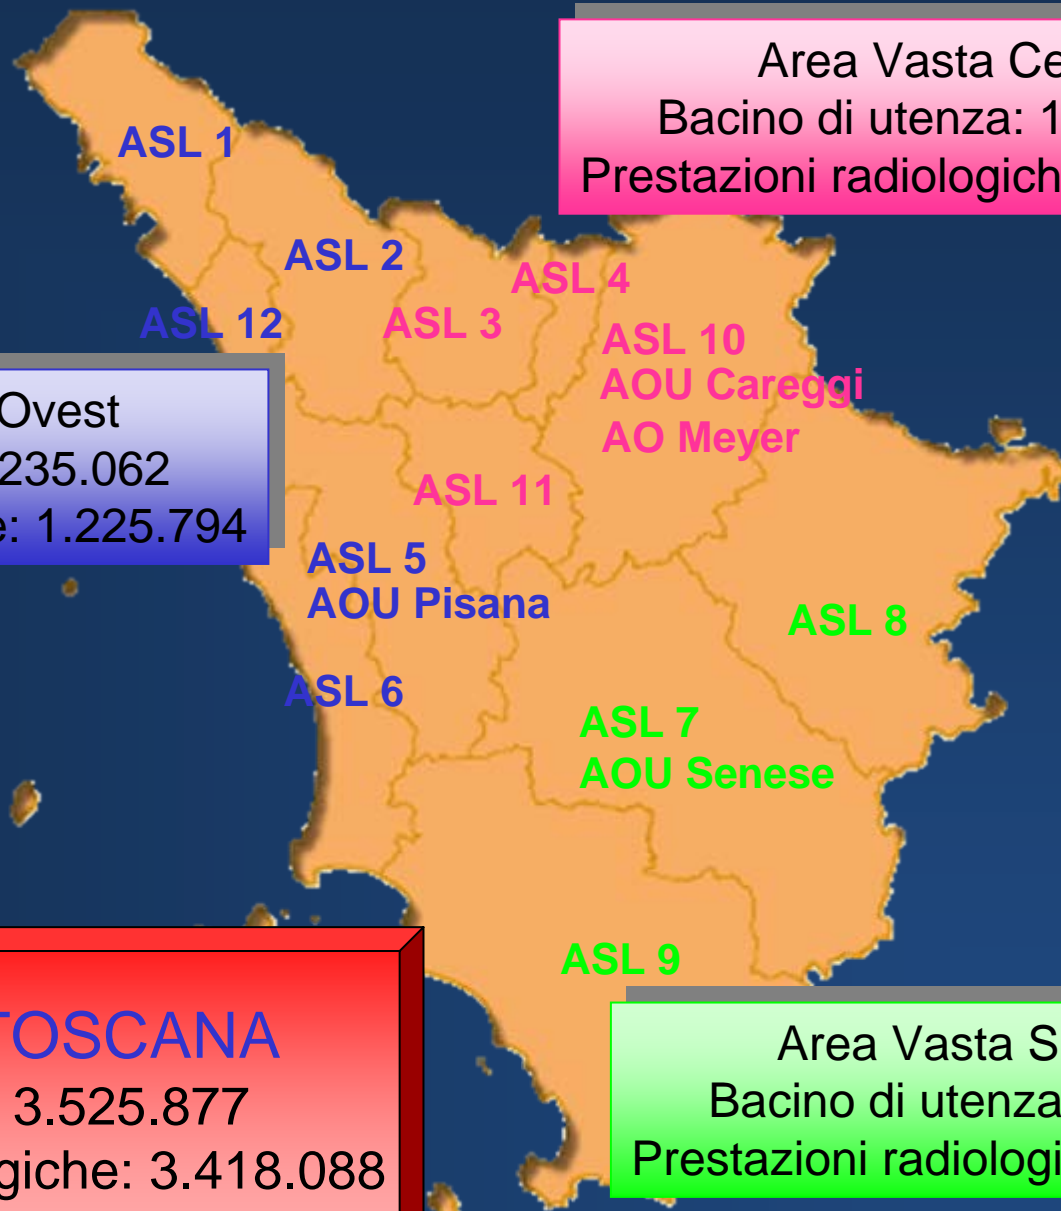 Area Vasta Ce
Bacino di utenza: 1
Prestazioni radiologich
ASL 1
ASL 2
ASL 4
ASL 12
ASL 3
ASL 10
AOU Careggi
AO Meyer
Ovest
235.062
e: 1.225.794
ASL 11
ASL 5
AOU Pisana
ASL 8
ASL 6
ASL 7
AOU Senese
ASL 9
TOSCANA
3.525.877
giche: 3.418.088
Area Vasta S
Bacino di utenza
Prestazioni radiologi